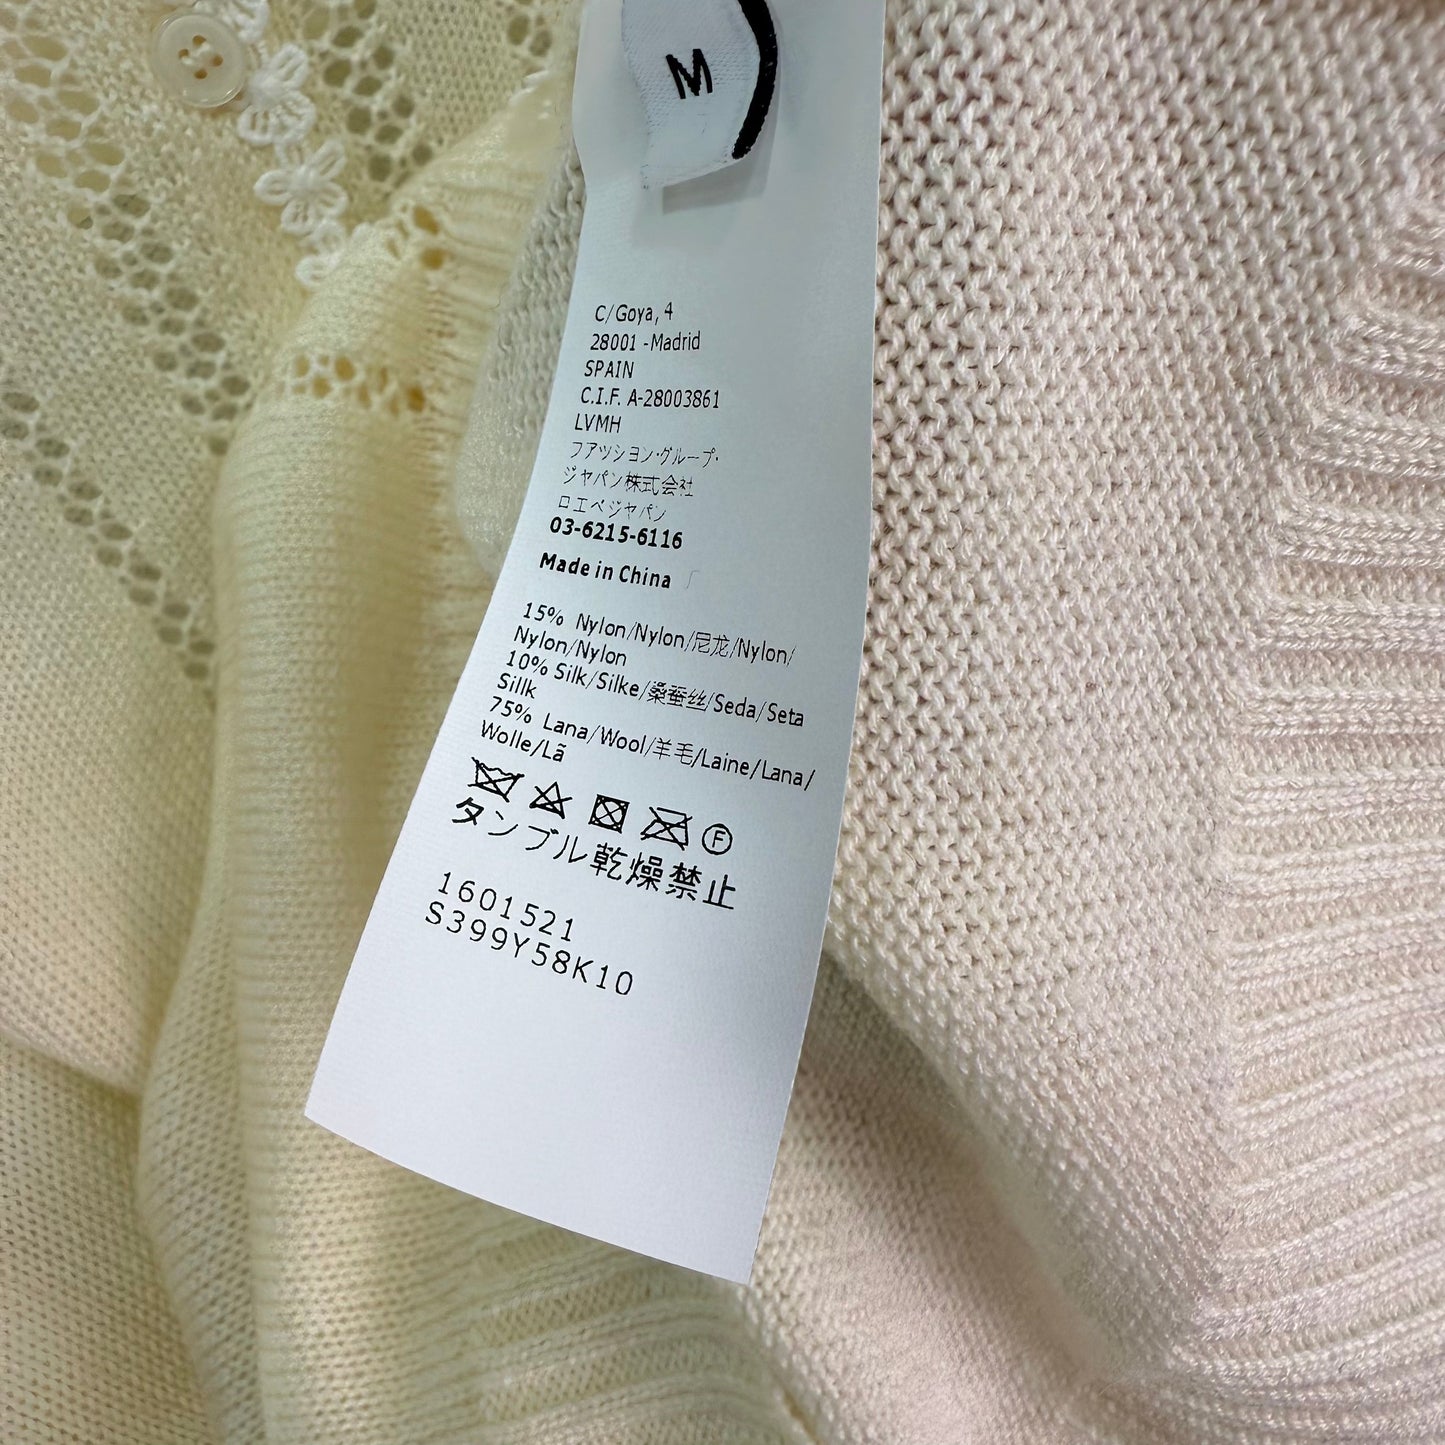 M
C/Goya, 4
28001 -Madrid
SPAIN
C.I.F. A-28003861
LVMH
ファッション・グループ・
ジャパン株式会社
ロエベジャパン
03-6215-6116
Made in China
15% Nylon/Nylon/尼龙/Nylon/
Nylon/Nylon
10% Silk/Silke/桑蚕丝/Seda/Seta
Sillk
75% Lana/Wool/羊毛/Laine/Lana/
Wolle/Lã
F
タンブル乾燥禁止
1601521
S399Y58K10